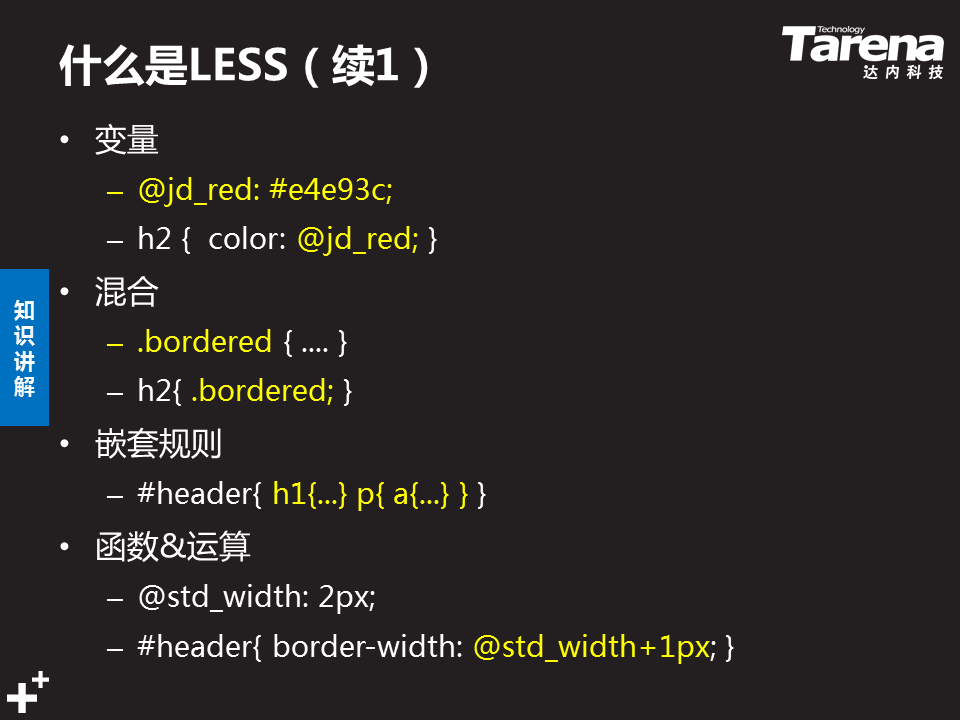 什么是LESS（续1）
Technology
Tarena
达内科技
• 变量
– @jd_red: #e4e93c;
– h2 {  color: @jd_red; }
• 混合
– .bordered { .... }
– h2{ .bordered; }
• 嵌套规则
– #header{ h1{...} p{ a{...} } }
• 函数&运算
– @std_width: 2px;
– #header{ border-width: @std_width+1px; }
知识讲解